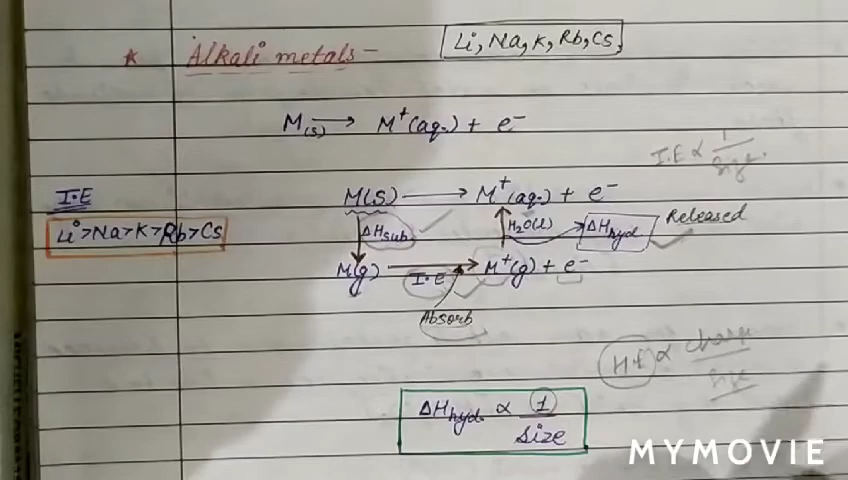 * Alkali metals –
Li, Na, K, Rb, Cs,
M(s) → M⁺(aq.) + e⁻
I.E ∝ 1
Size.
I.E
Li > Na > K > Rb > Cs
M(S) → M⁺(aq.) + e⁻
ΔHsub.
H₂O(l)
ΔHhyd
Released
M(g) → M⁺(g) + e⁻
I.E
Absorb
ΔHhyd. ∝ 1
Size
∝ charge
MYMOVIE